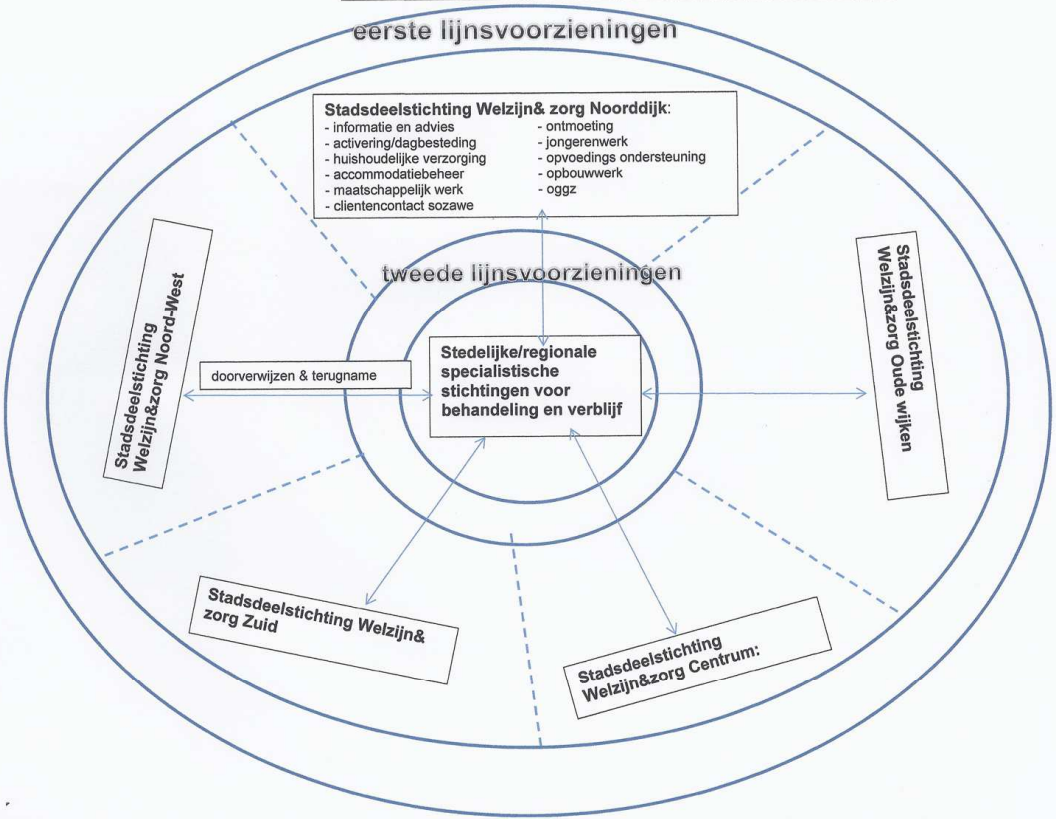 eerste lijnsvoorzieningen
Stadsdeelstichting Welzijn& zorg Noorddijk:
- informatie en advies
- activering/dagbesteding
- huishoudelijke verzorging
- accommodatiebeheer
- maatschappelijk werk
- clientencontact sozawe
- ontmoeting
- jongerenwerk
- opvoedings ondersteuning
- opbouwwerk
- oggz
tweede lijnsvoorzieningen
Stadsdeelstichting
Welzijn&zorg Noord-West
doorverwijzen & terugname
Stedelijke/regionale
specialistische
stichtingen voor
behandeling en verblijf
Stadsdeelstichting
Welzijn&zorg Oude wijken
Stadsdeelstichting Welzijn&
zorg Zuid
Stadsdeelstichting
Welzijn&zorg Centrum: